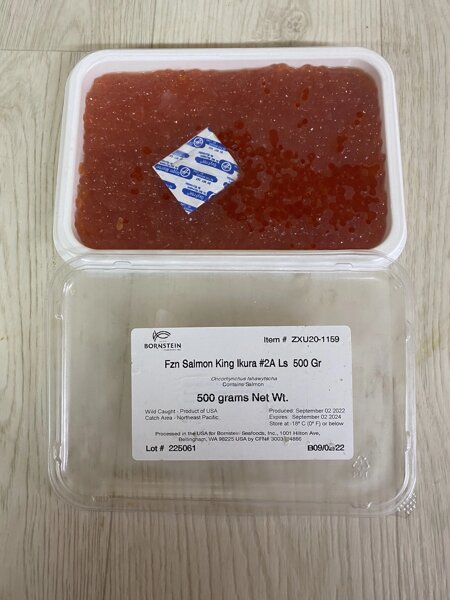 BORNSTEIN
Item # ZXU20-1159
Fzn Salmon King Ikura #2A Ls 500 Gr
Oncorhynchus tshawytscha
Contains Salmon
500 grams Net Wt.
Wild Caught - Product of USA
Catch Area - Northeast Pacific
Produced: September 02 2022
Expires: September 02 2024
Store at -18° C (0° F) or below
Processed in the USA for Bornstein Seafoods, Inc., 1001 Hilton Ave,
Bellingham, WA 98225 USA by CFN#
Lot # 225061